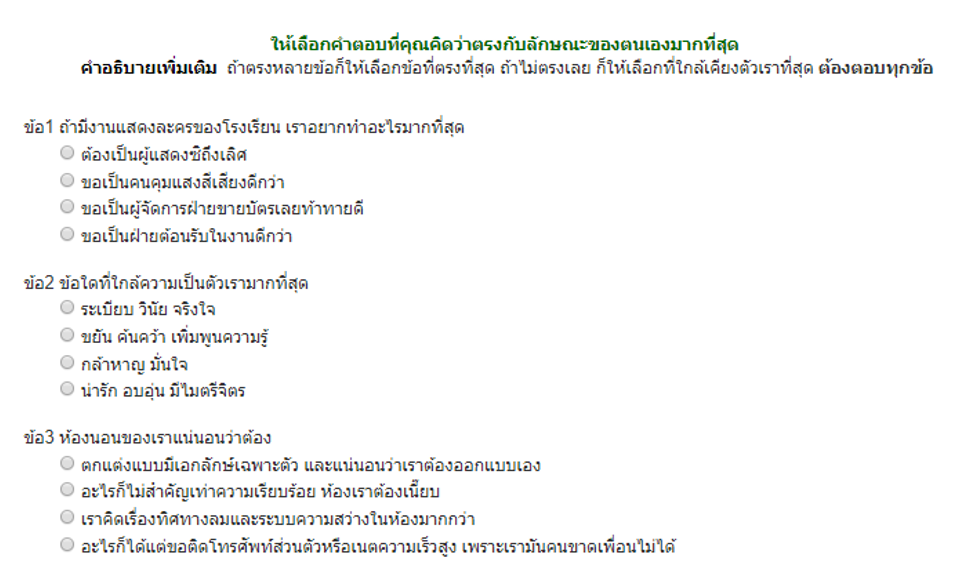 ให้เลือกคำตอบที่คุณคิดว่าตรงกับลักษณะของตนเองมากที่สุด
คำอธิบายเพิ่มเติม ถ้าตรงหลายข้อก็ให้เลือกข้อที่ตรงที่สุด ถ้าไม่ตรงเลย ก็ให้เลือกที่ใกล้เคียงตัวเราที่สุด ต้องตอบทุกข้อ
ข้อ1 ถ้ามีงานแสดงละครของโรงเรียน เราอยากทำอะไรมากที่สุด
ต้องเป็นผู้แสดงซิถึงเลิศ
ขอเป็นคนคุมแสงสีเสียงดีกว่า
ขอเป็นผู้จัดการฝ่ายขายบัตรเลยท้าทายดี
ขอเป็นฝ่ายต้อนรับในงานดีกว่า
ข้อ2 ข้อใดที่ใกล้ความเป็นตัวเรามากที่สุด
ระเบียบ วินัย จริงใจ
ขยัน ค้นคว้า เพิ่มพูนความรู้
กล้าหาญ มั่นใจ
น่ารัก อบอุ่น มีไมตรีจิตร
ข้อ3 ห้องนอนของเราแน่นอนว่าต้อง
ตกแต่งแบบมีเอกลักษ์เฉพาะตัว และแน่นอนว่าเราต้องออกแบบเอง
อะไรก็ไม่สำคัญเท่าความเรียบร้อย ห้องเราต้องเนี๊ยบ
เราคิดเรื่องทิศทางลมและระบบความสว่างในห้องมากกว่า
อะไรก็ได้แต่ขอติดโทรศัพท์ส่วนตัวหรือเนตความเร็วสูง เพราะเรามันคนขาดเพื่อนไม่ได้